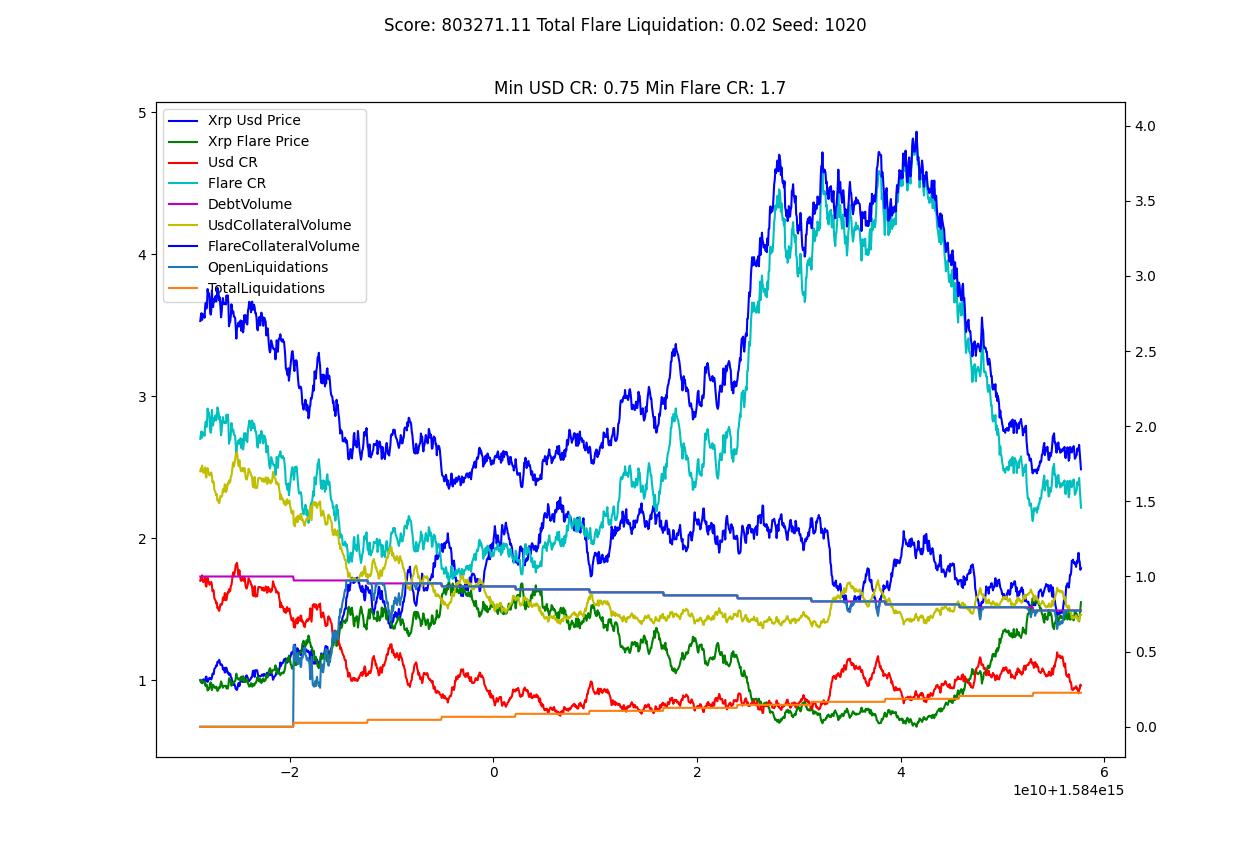 Score: 803271.11 Total Flare Liquidation: 0.02 Seed: 1020
Min USD CR: 0.75 Min Flare CR: 1.7
Xrp Usd Price
Xrp Flare Price
Usd CR
Flare CR
DebtVolume
UsdCollateralVolume
FlareCollateralVolume
OpenLiquidations
TotalLiquidations
5
4
3
2
1
4.0
3.5
3.0
2.5
2.0
1.5
1.0
0.5
0.0
−2
0
2
4
6
1e10+1.584e15